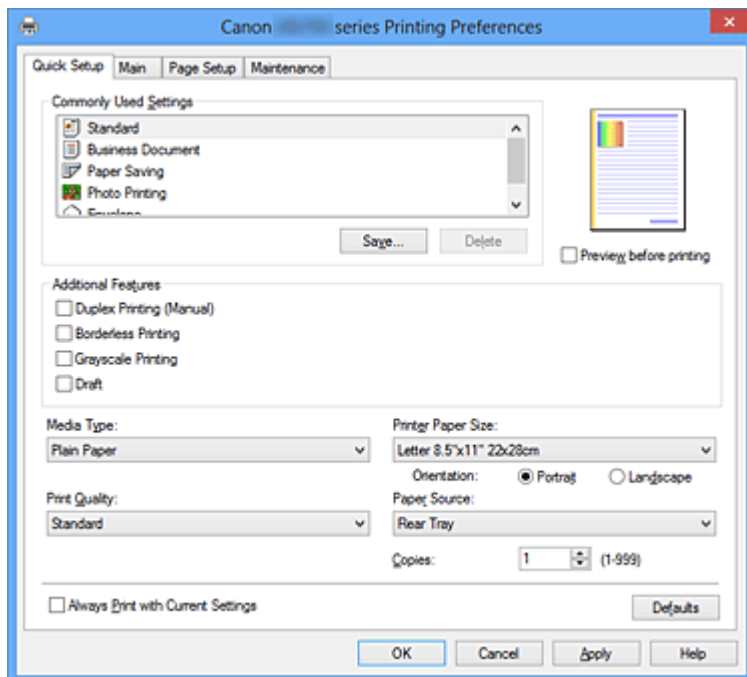 Canon series Printing Preferences
Quick Setup Main Page Setup Maintenance
Commonly Used Settings
Standard
Business Document
Paper Saving
Photo Printing
Envelope
Save... Delete
Preview before printing
Additional Features
Duplex Printing (Manual)
Borderless Printing
Grayscale Printing
Draft
Media Type: Printer Paper Size:
Plain Paper Letter 8.5"x11" 22x28cm
Orientation: Portrait Landscape
Print Quality: Paper Source:
Standard Rear Tray
Copies: 1 (1-999)
Always Print with Current Settings Defaults
OK Cancel Apply Help